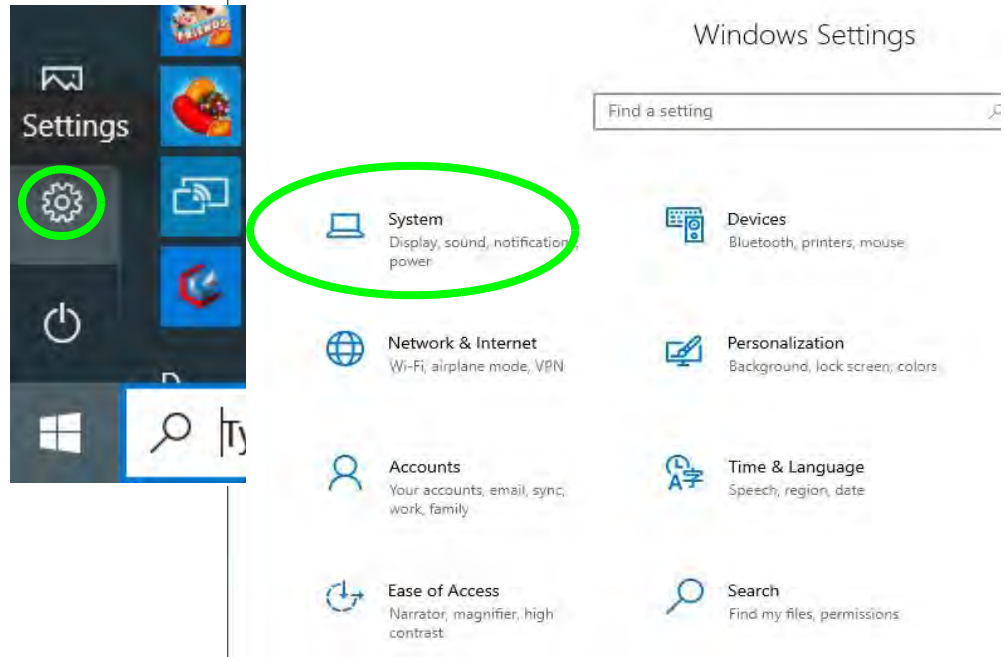 FRIENDS
Settings
Ty
Windows Settings
Find a setting
System
Display, sound, notifications,
power
Devices
Bluetooth, printers, mouse
Network & Internet
Wi-Fi, airplane mode, VPN
Personalization
Background, lock screen, colors
Accounts
Your accounts, email, sync,
work, family
Time & Language
Speech, region, date
Ease of Access
Narrator, magnifier, high
contrast
Search
Find my files, permissions